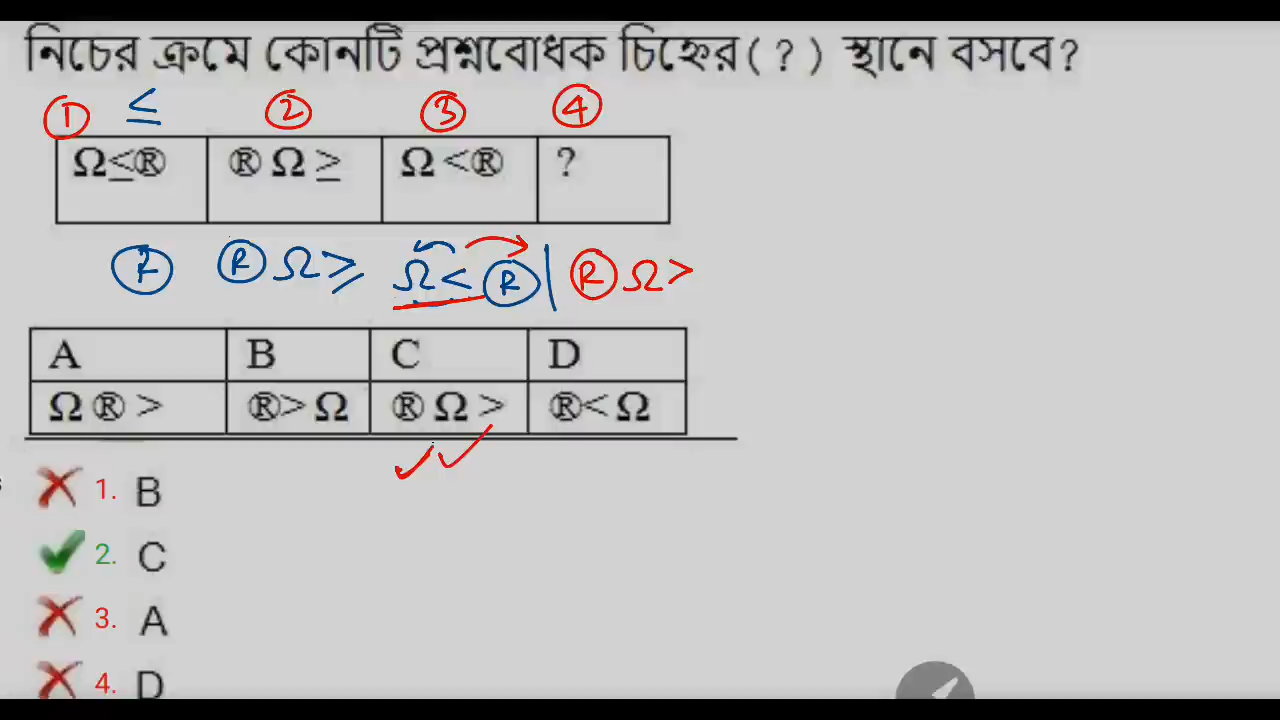 নিচের ক্রমে কোনটি প্রশ্নবোধক চিহ্নের(?) স্থানে বসবে?
① ≤ ② ③ ④
Ω≤® ® Ω ≥ Ω <® ?
® ® Ω ≥ Ω < ® | ® Ω >
A B C D
Ω ® > ®> Ω ® Ω > ®< Ω
1. B
2. C
3. A
4. D